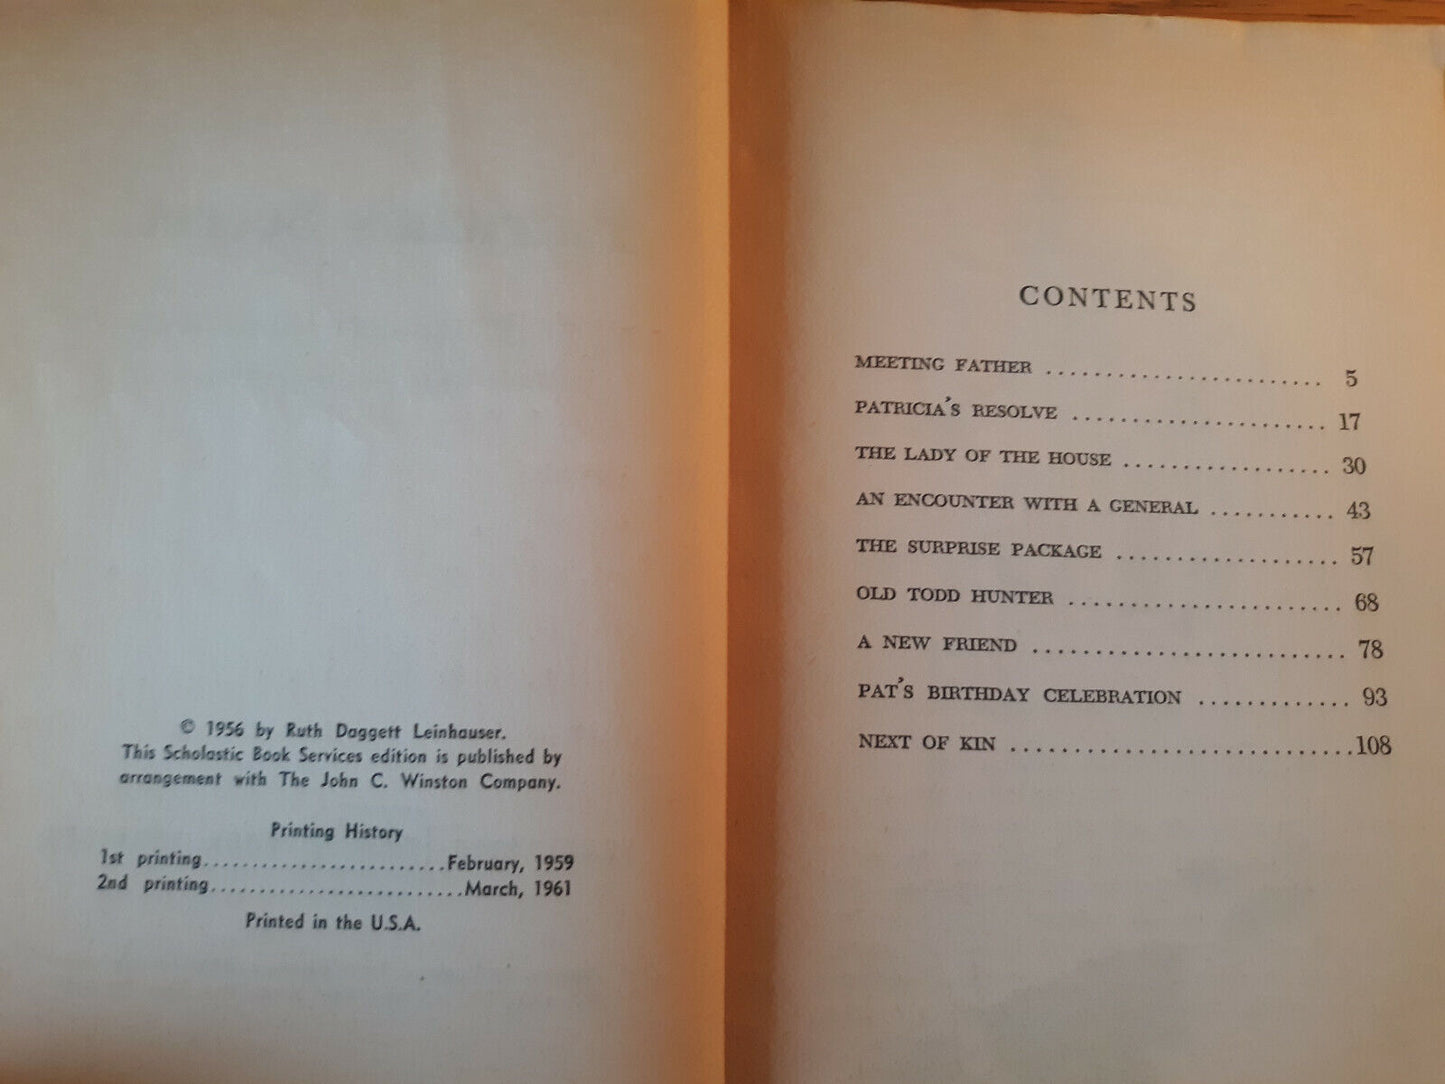 © 1956 by Ruth Daggett Leinhauser.
This Scholastic Book Services edition is published by
arrangement with The John C. Winston Company.
Printing History
1st printing.........................February, 1959
2nd printing..........................March, 1961
Printed in the U.S.A.
CONTENTS
MEETING FATHER ....................... 5
PATRICIA'S RESOLVE ..................... 17
THE LADY OF THE HOUSE .................. 30
AN ENCOUNTER WITH A GENERAL ........... 43
THE SURPRISE PACKAGE ................... 57
OLD TODD HUNTER ....................... 68
A NEW FRIEND .......................... 78
PAT'S BIRTHDAY CELEBRATION ............. 93
NEXT OF KIN ............................108